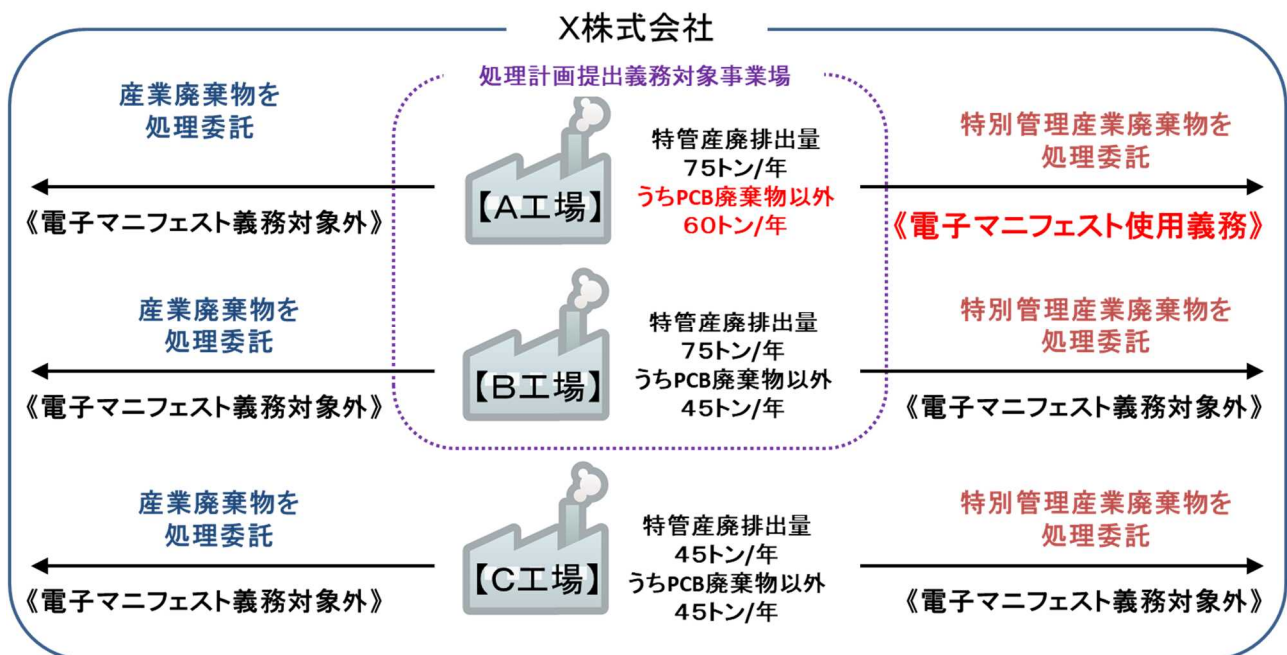 X株式会社
処理計画提出義務対象事業場
産業廃棄物を
処理委託
《電子マニフェスト義務対象外》
【A工場】
特管産廃排出量
75トン/年
うちPCB廃棄物以外
60トン/年
特別管理産業廃棄物を
処理委託
《電子マニフェスト使用義務》
産業廃棄物を
処理委託
《電子マニフェスト義務対象外》
【B工場】
特管産廃排出量
75トン/年
うちPCB廃棄物以外
45トン/年
特別管理産業廃棄物を
処理委託
《電子マニフェスト義務対象外》
産業廃棄物を
処理委託
《電子マニフェスト義務対象外》
【C工場】
特管産廃排出量
45トン/年
うちPCB廃棄物以外
45トン/年
特別管理産業廃棄物を
処理委託
《電子マニフェスト義務対象外》